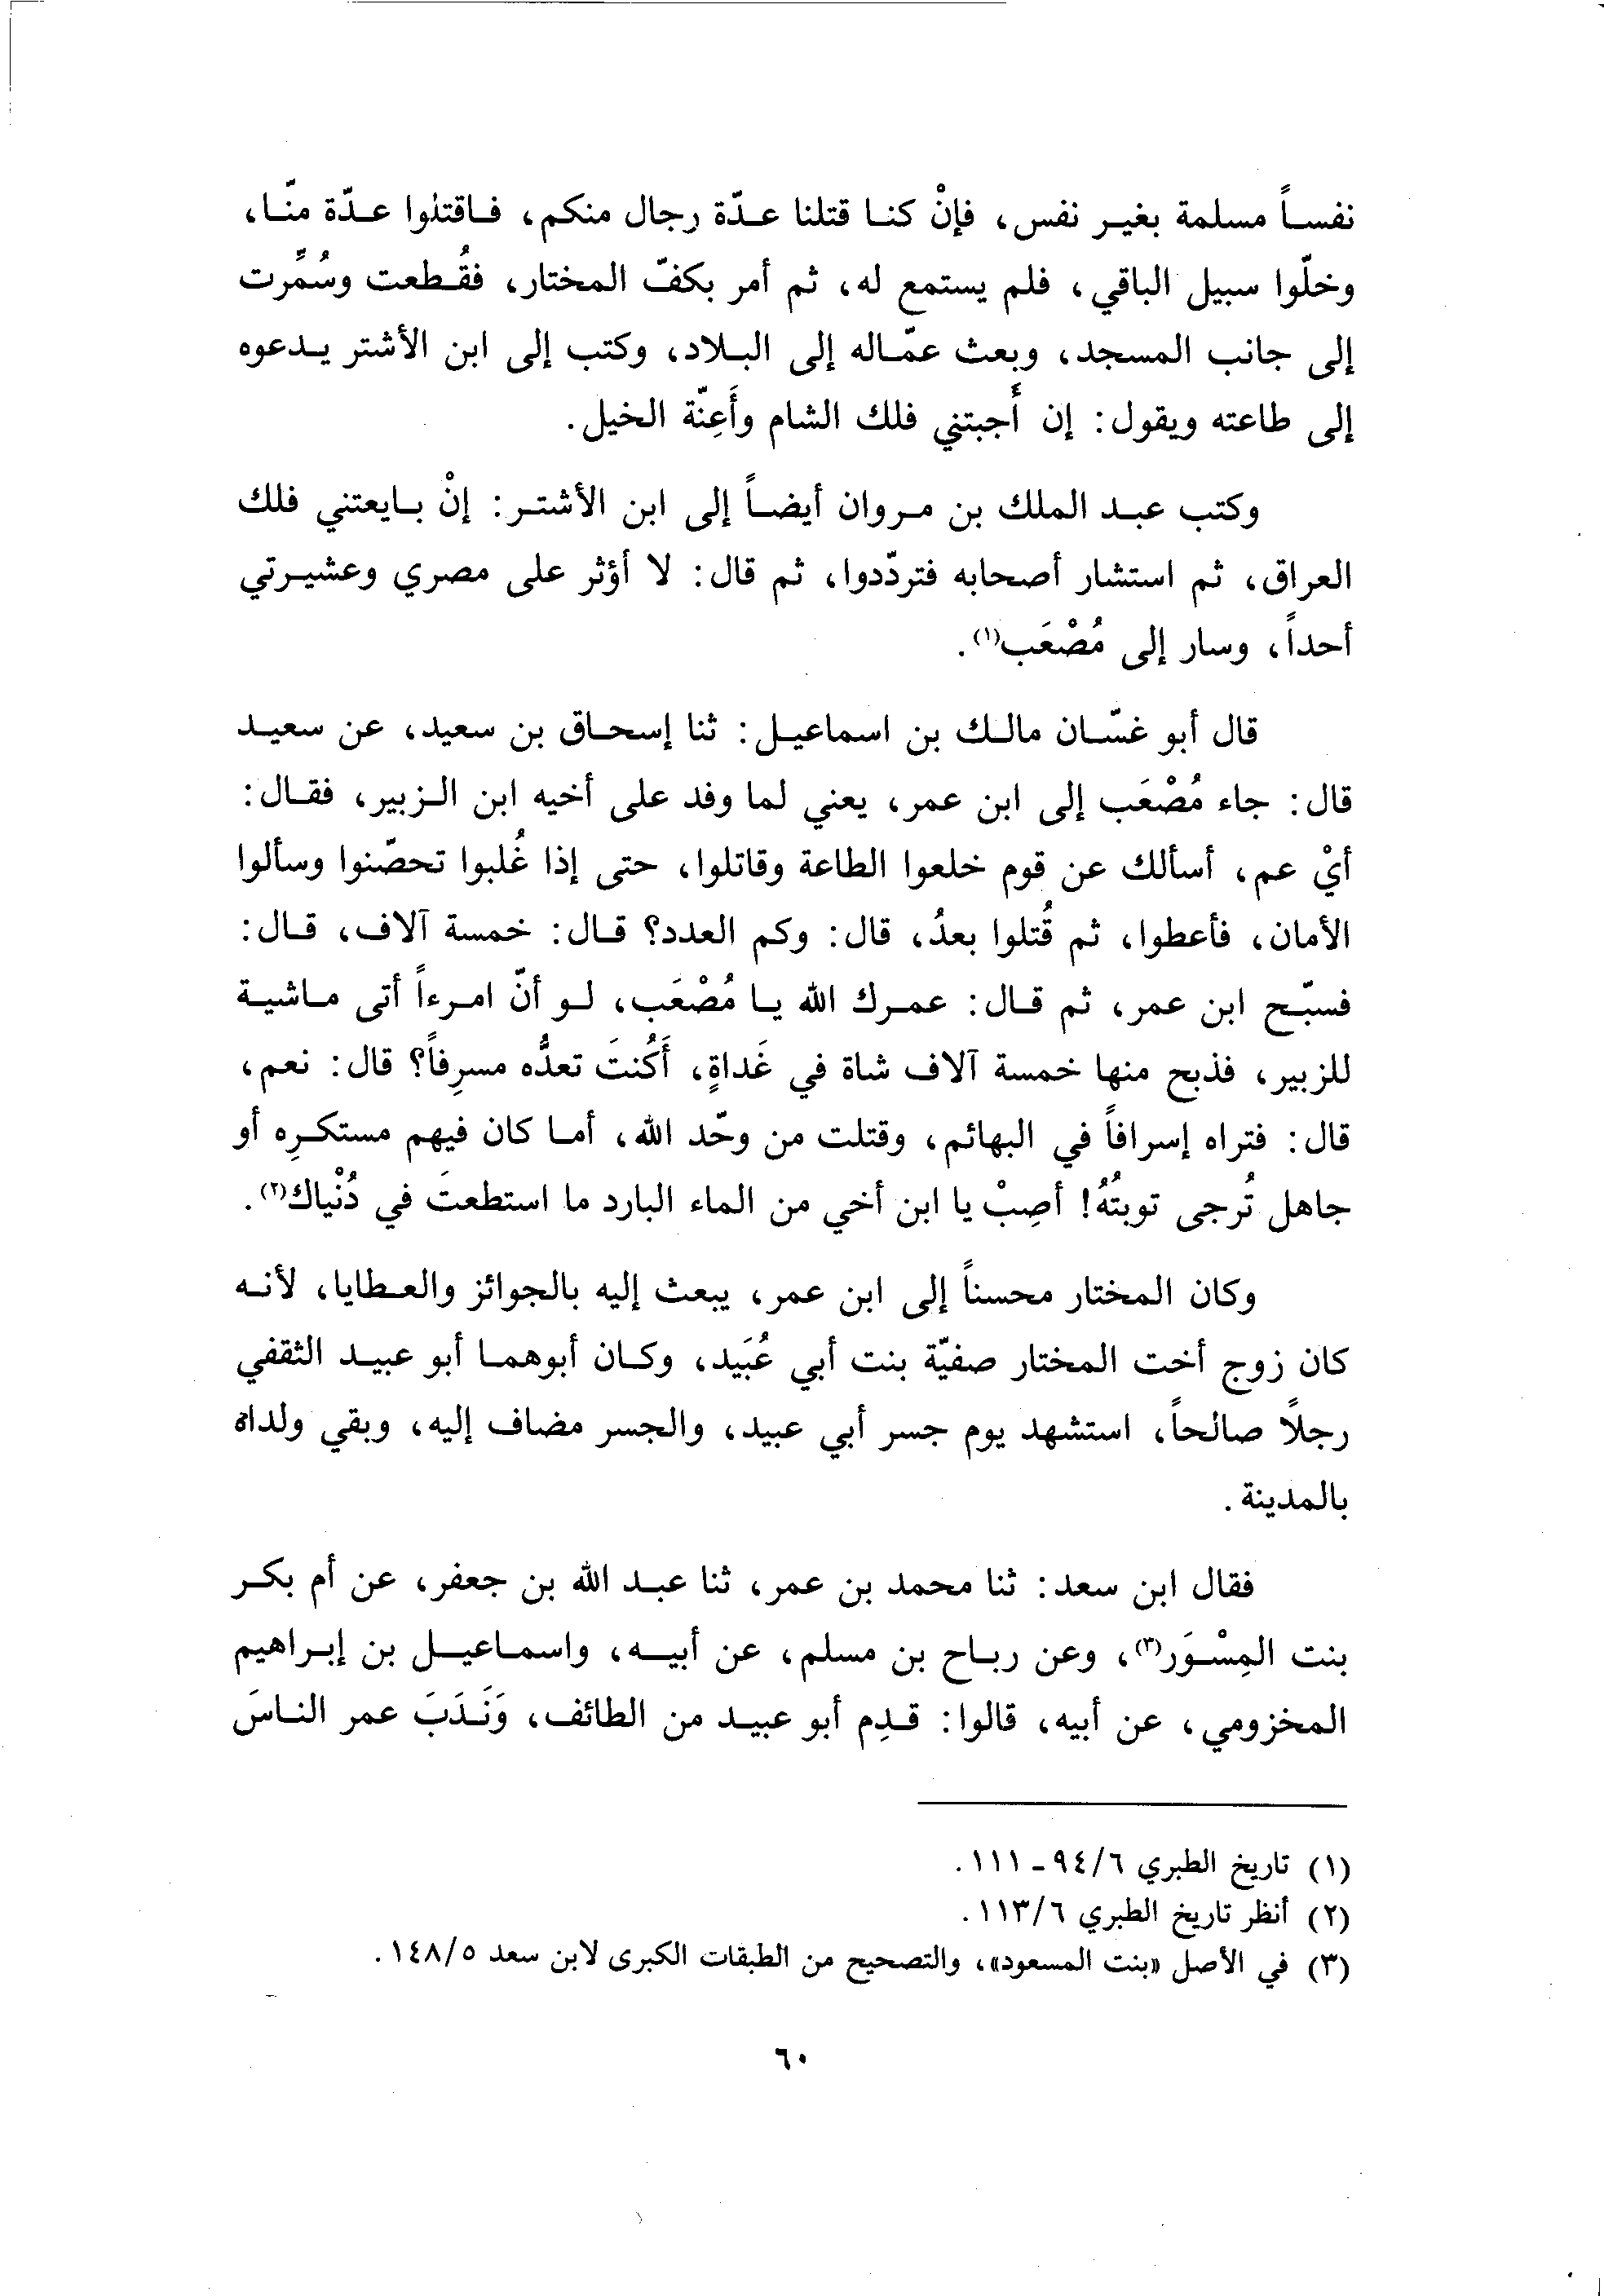 نفساً مسلمة بغير نفس، فإنْ كنا قتلنا عدّة رجال منكم، فاقتلوا عدّة منّا،
وخلّوا سبيل الباقي، فلم يستمع له، ثم أمر بكفّ المختار، فقُطعت وسُمِّرت
إلى جانب المسجد، وبعث عمّاله إلى البلاد، وكتب إلى ابن الأشتر يدعوه
إلى طاعته ويقول: إن أجبتني فلك الشام وأَعِنّة الخيل.
وكتب عبد الملك بن مروان أيضاً إلى ابن الأشتر: إنْ بايعتني فلك
العراق، ثم استشار أصحابه فتردّدوا، ثم قال: لا أؤثر على مصري وعشيرتي
أحداً، وسار إلى مُصْعَب(١).
قال أبو غسّان مالك بن اسماعيل: ثنا إسحاق بن سعيد، عن سعيد
قال: جاء مُصْعَب إلى ابن عمر، يعني لما وفد على أخيه ابن الزبير، فقال:
أيْ عم، أسألك عن قوم خلعوا الطاعة وقاتلوا، حتى إذا غُلبوا تحصّنوا وسألوا
الأمان، فأعطوا، ثم قُتلوا بعدُ، قال: وكم العدد؟ قال: خمسة آلاف، قال:
فسبّح ابن عمر، ثم قال: عمرك الله يا مُصْعَب، لو أنّ امرءاً أتى ماشية
للزبير، فذبح منها خمسة آلاف شاة في غَداةٍ، أَكُنتَ تعدُّه مسرِفاً؟ قال: نعم،
قال: فتراه إسرافاً في البهائم، وقتلت من وحّد الله، أما كان فيهم مستكرِه أو
جاهل تُرجى توبتُهُ! أصِبْ يا ابن أخي من الماء البارد ما استطعتَ في دُنْياك(٢).
وكان المختار محسناً إلى ابن عمر، يبعث إليه بالجوائز والعطايا، لأنه
كان زوج أخت المختار صفيّة بنت أبي عُبَيد، وكان أبوهما أبو عبيد الثقفي
رجلًا صالحاً، استشهد يوم جسر أبي عبيد، والجسر مضاف إليه، وبقي ولداه
بالمدينة.
فقال ابن سعد: ثنا محمد بن عمر، ثنا عبد الله بن جعفر، عن أم بكر
بنت المِسْوَر(٣)، وعن رباح بن مسلم، عن أبيه، واسماعيل بن إبراهيم
المخزومي، عن أبيه، قالوا: قدِم أبو عبيد من الطائف، وَنَدَبَ عمر الناسَ
(١) تاريخ الطبري ٦/ ٩٤ - ١١١.
(٢) أنظر تاريخ الطبري ٦/ ١١٣.
(٣) في الأصل «بنت المسعود»، والتصحيح من الطبقات الكبرى لابن سعد ٥/ ١٤٨.
٦٠